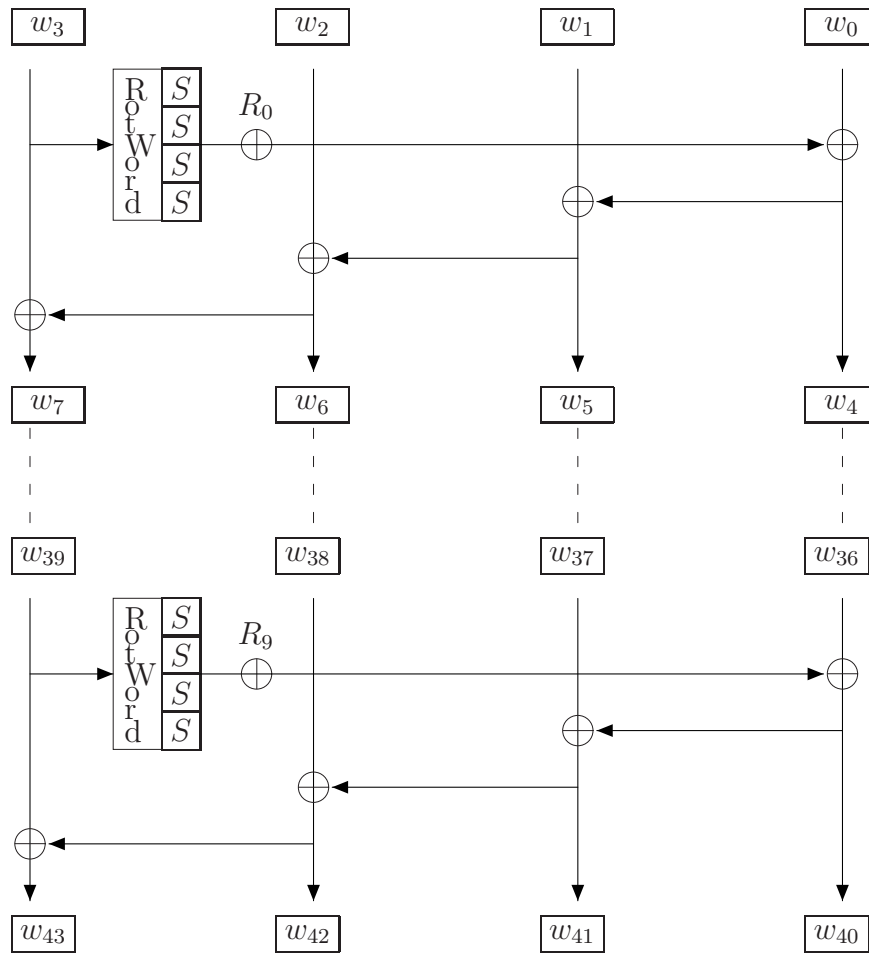 w₃ w₂ w₁ w₀
RotWord
S
S
S
S
R₀
w₇ w₆ w₅ w₄
w₃₉ w₃₈ w₃₇ w₃₆
RotWord
S
S
S
S
R₉
w₄₃ w₄₂ w₄₁ w₄₀